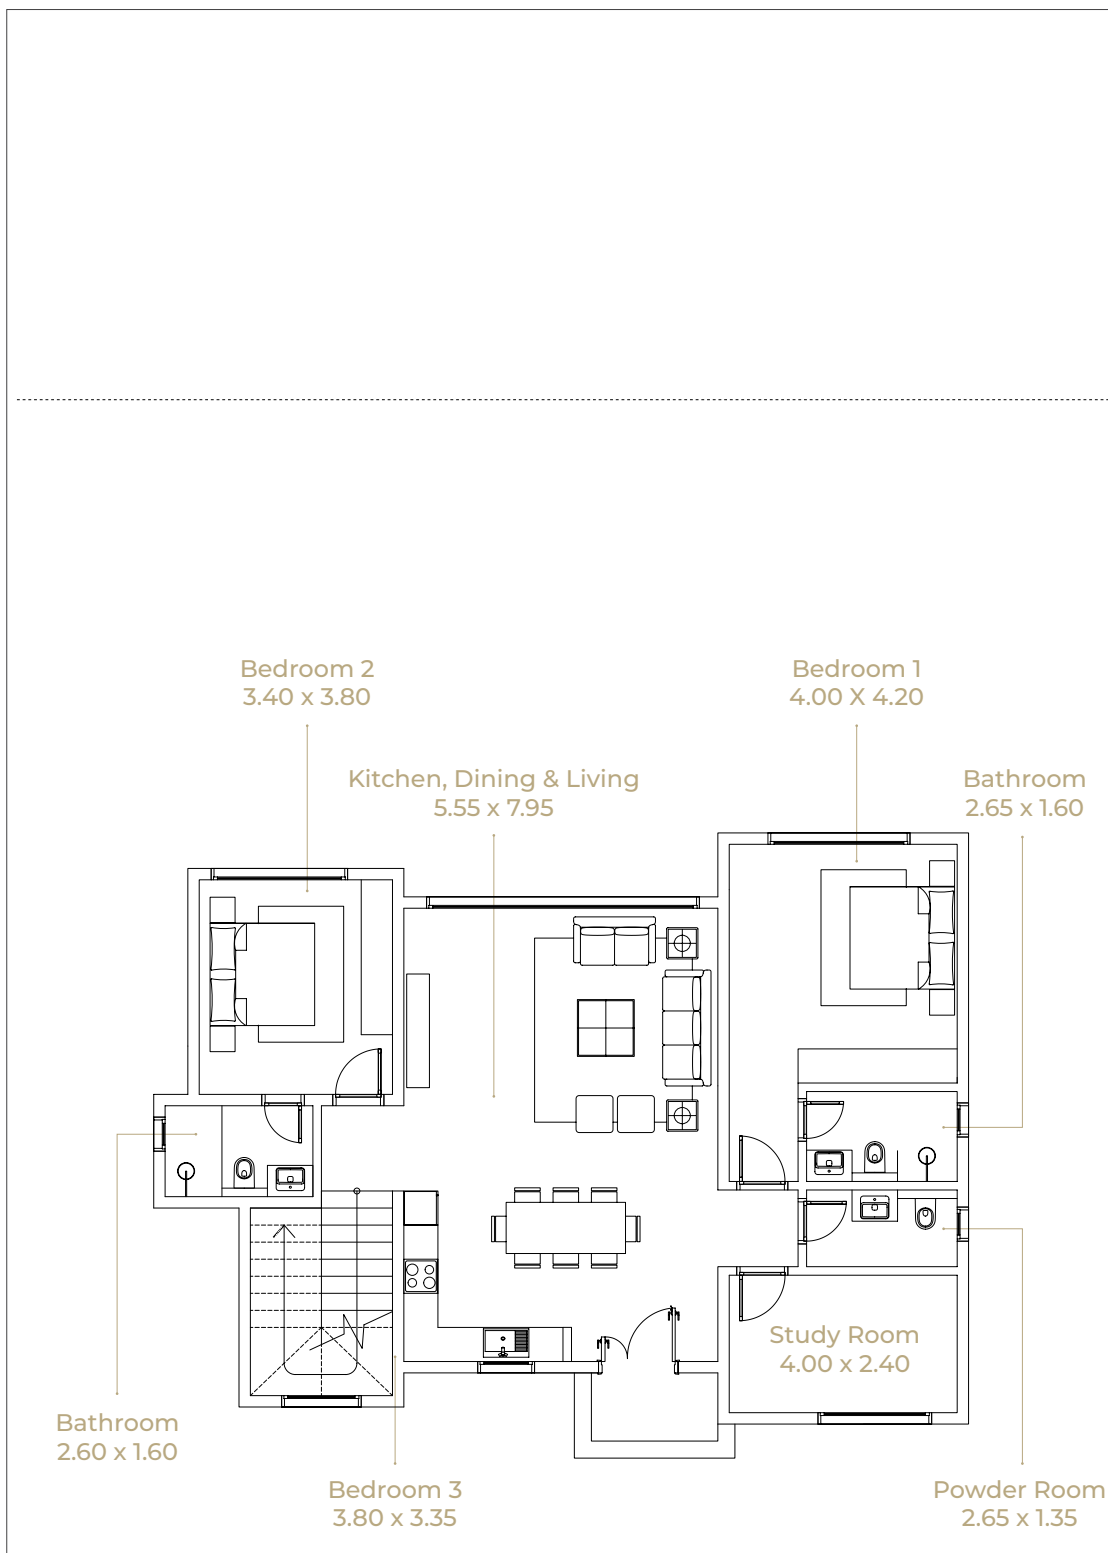 Bedroom 2
3.40 x 3.80
Bedroom 1
4.00 X 4.20
Kitchen, Dining & Living
5.55 x 7.95
Bathroom
2.65 x 1.60
Study Room
4.00 x 2.40
Bathroom
2.60 x 1.60
Bedroom 3
3.80 x 3.35
Powder Room
2.65 x 1.35